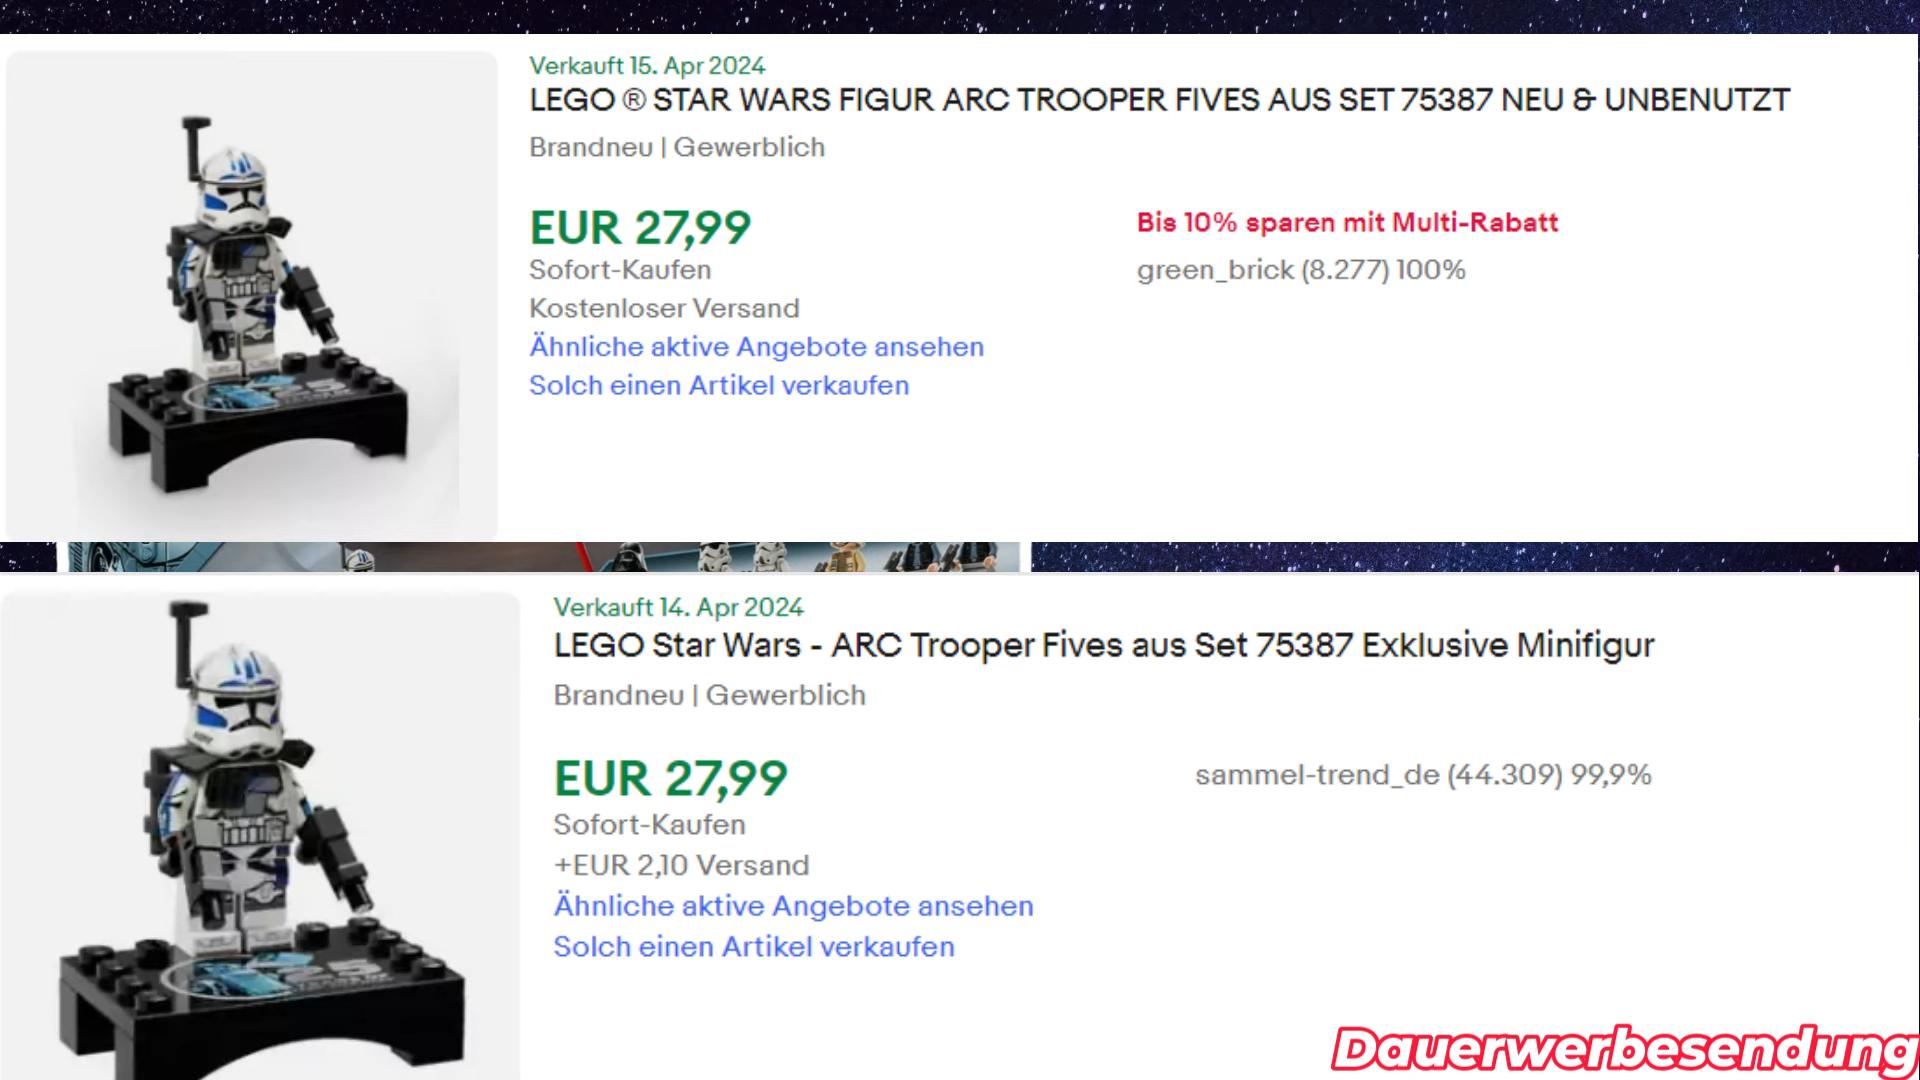 Verkauft 15. Apr 2024
LEGO ® STAR WARS FIGUR ARC TROOPER FIVES AUS SET 75387 NEU & UNBENUTZT
Brandneu | Gewerblich
EUR 27,99
Bis 10% sparen mit Multi-Rabatt
Sofort-Kaufen
green_brick (8.277) 100%
Kostenloser Versand
Ähnliche aktive Angebote ansehen
Solch einen Artikel verkaufen
Verkauft 14. Apr 2024
LEGO Star Wars - ARC Trooper Fives aus Set 75387 Exklusive Minifigur
Brandneu | Gewerblich
EUR 27,99
sammel-trend_de (44.309) 99,9%
Sofort-Kaufen
+EUR 2,10 Versand
Ähnliche aktive Angebote ansehen
Solch einen Artikel verkaufen
25
Dauerwerbesendung